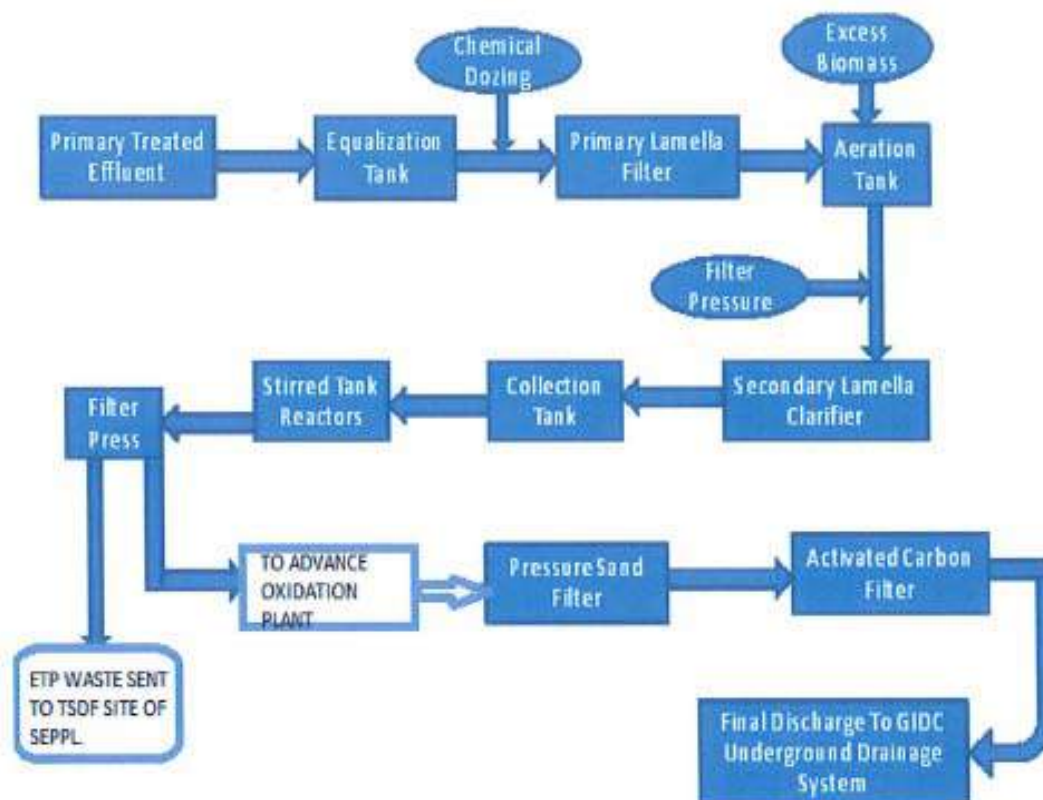 Chemical
Dozing
Excess
Biomass
Primary Treated
Effluent
Equalization
Tank
Primary Lamella
Filter
Aeration
Tank
Filter
Pressure
Filter
Press
Stirred Tank
Reactors
Collection
Tank
Secondary Lamella
Clarifier
TO ADVANCE
OXIDATION
PLANT
Pressure Sand
Filter
Activated Carbon
Filter
ETP WASTE SENT
TO TSDF SITE OF
SEPPL.
Final Discharge To GIDC
Underground Drainage
System